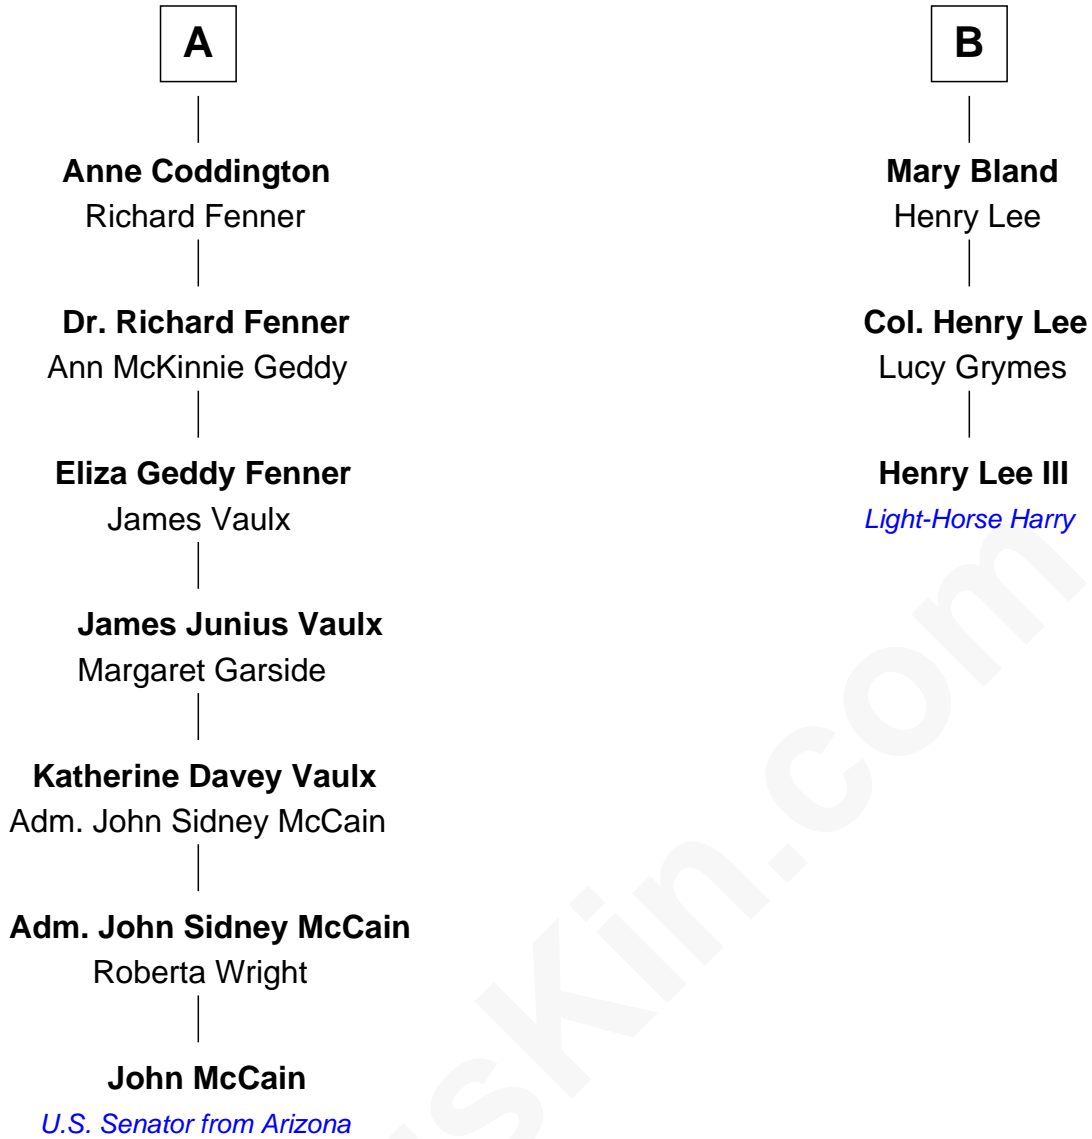 A
Anne Coddington
Richard Fenner
Dr. Richard Fenner
Ann McKinnie Geddy
Eliza Geddy Fenner
James Vaulx
James Junius Vaulx
Margaret Garside
Katherine Davey Vaulx
Adm. John Sidney McCain
Adm. John Sidney McCain
Roberta Wright
John McCain
U.S. Senator from Arizona
B
Mary Bland
Henry Lee
Col. Henry Lee
Lucy Grymes
Henry Lee III
Light-Horse Harry